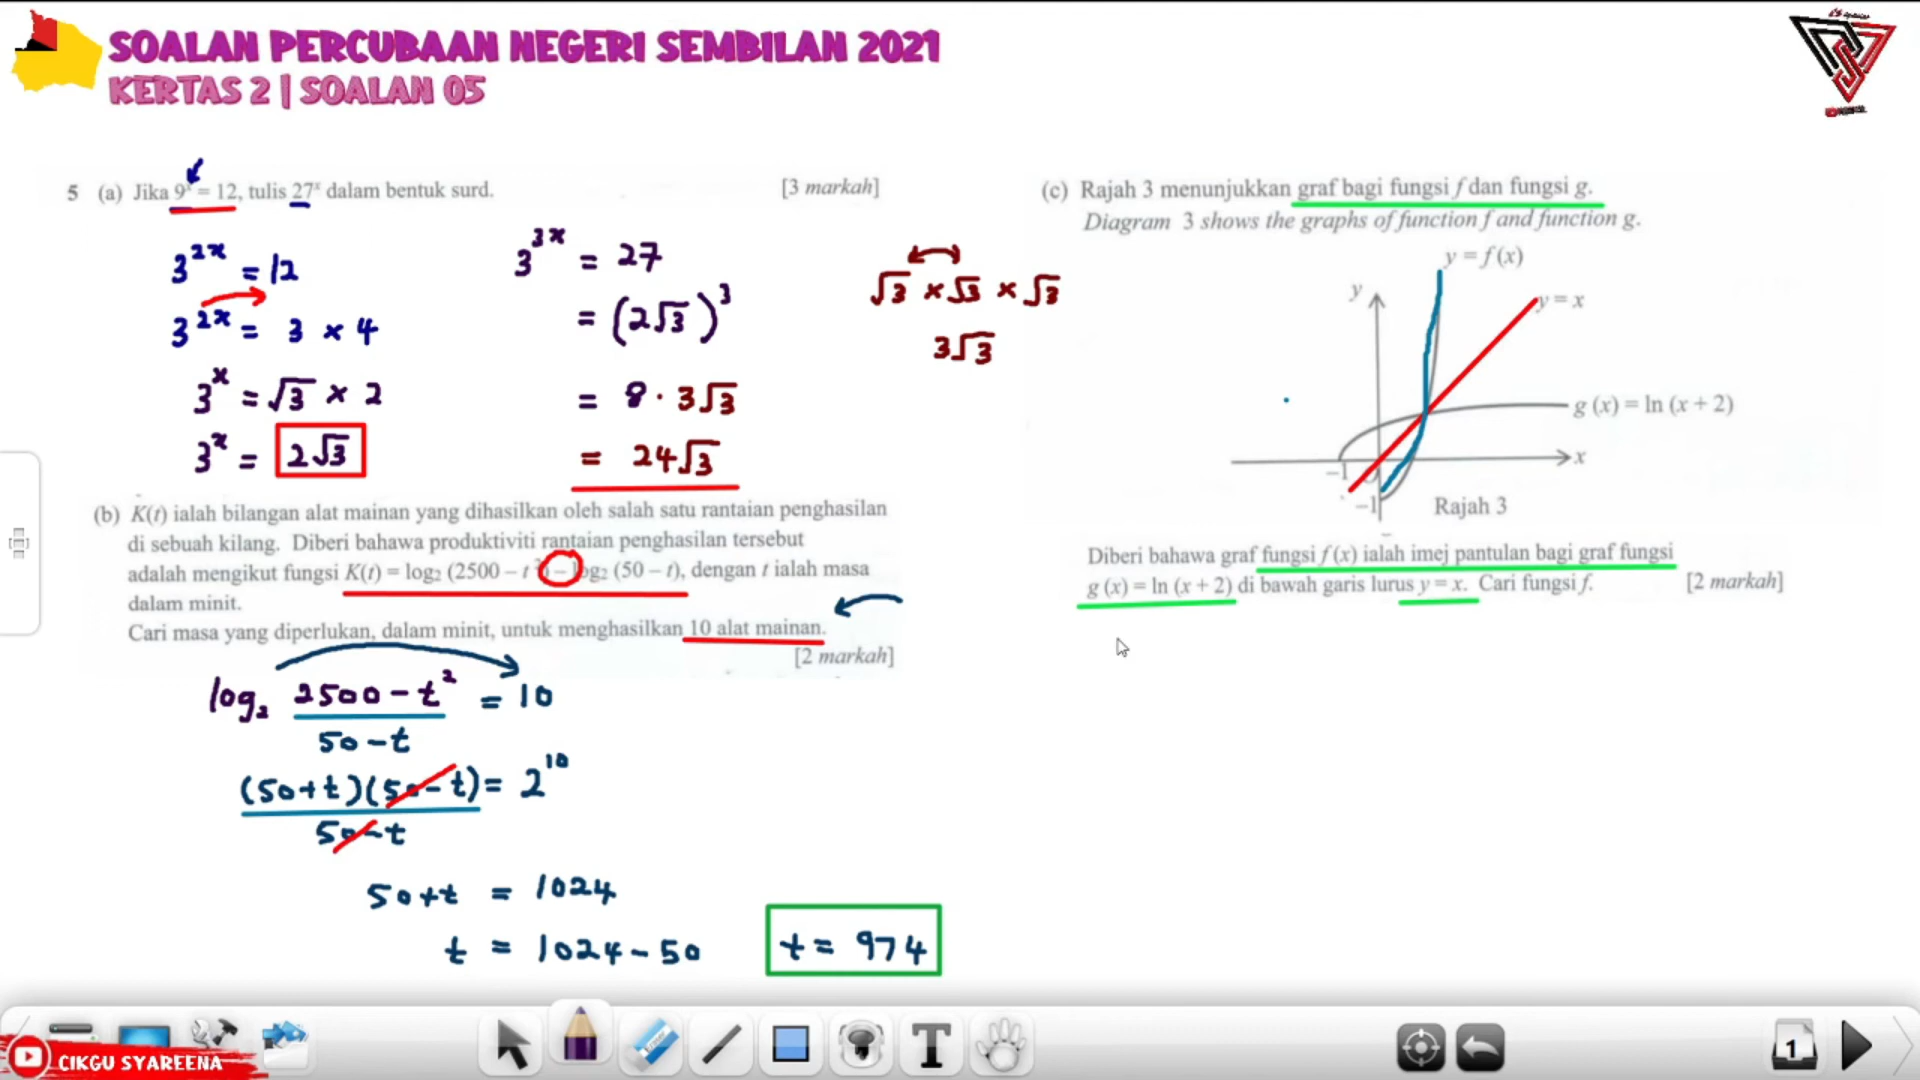 SOALAN PERCUBAAN NEGERI SEMBILAN 2021
KERTAS 2 | SOALAN 05
5 (a) Jika 9ˣ = 12, tulis 27ˣ dalam bentuk surd. [3 markah]
3²ˣ = 12
3²ˣ = 3 × 4
3ˣ = √3 × 2
3ˣ = 2√3
3³ˣ = 27
= (2√3)³
= 8 · 3√3
= 24√3
√3 × √3 × √3
3√3
(b) K(t) ialah bilangan alat mainan yang dihasilkan oleh salah satu rantaian penghasilan
di sebuah kilang. Diberi bahawa produktiviti rantaian penghasilan tersebut
adalah mengikut fungsi K(t) = log₂ (2500 – t²) – log₂ (50 – t), dengan t ialah masa
dalam minit.
Cari masa yang diperlukan, dalam minit, untuk menghasilkan 10 alat mainan.
[2 markah]
log₂ 2500 - t² = 10
50 - t
(50+t)(50-t) = 2¹⁰
50 - t
50+t = 1024
t = 1024 - 50
t = 974
(c) Rajah 3 menunjukkan graf bagi fungsi f dan fungsi g.
Diagram 3 shows the graphs of function f and function g.
y = f(x)
y
y = x
g (x) = ln (x + 2)
x
–1
–1
Rajah 3
Diberi bahawa graf fungsi f (x) ialah imej pantulan bagi graf fungsi
g (x) = ln (x + 2) di bawah garis lurus y = x. Cari fungsi f. [2 markah]
T
1
CIKGU SYAREENA